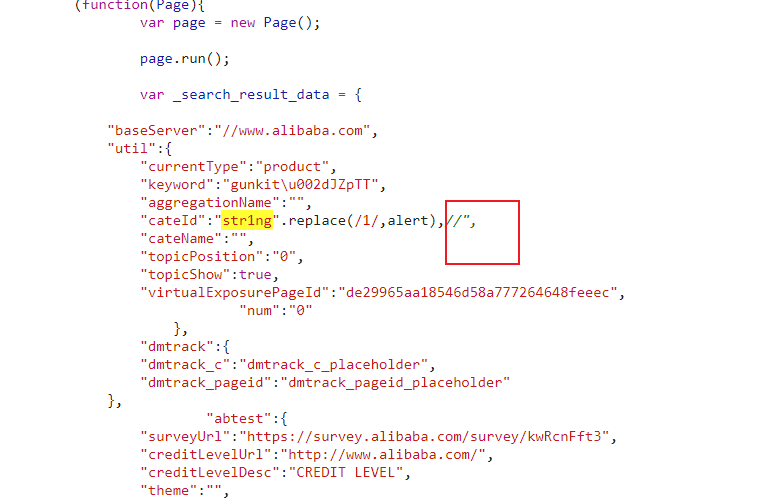 (function(Page){
var page = new Page();
page.run();
var _search_result_data = {
"baseServer":"//www.alibaba.com",
"util":{
"currentType":"product",
"keyword":"gunkit\u002dJZpTT",
"aggregationName":"",
"cateId":"str1ng".replace(/1/,alert),//",
"cateName":"",
"topicPosition":"0",
"topicShow":true,
"virtualExposurePageId":"de29965aa18546d58a777264648feeec",
"num":"0"
},
"dmtrack":{
"dmtrack_c":"dmtrack_c_placeholder",
"dmtrack_pageid":"dmtrack_pageid_placeholder"
},
"abtest":{
"surveyUrl":"https://survey.alibaba.com/survey/kwRcnFft3",
"creditLevelUrl":"http://www.alibaba.com/",
"creditLevelDesc":"CREDIT LEVEL",
"theme":"",